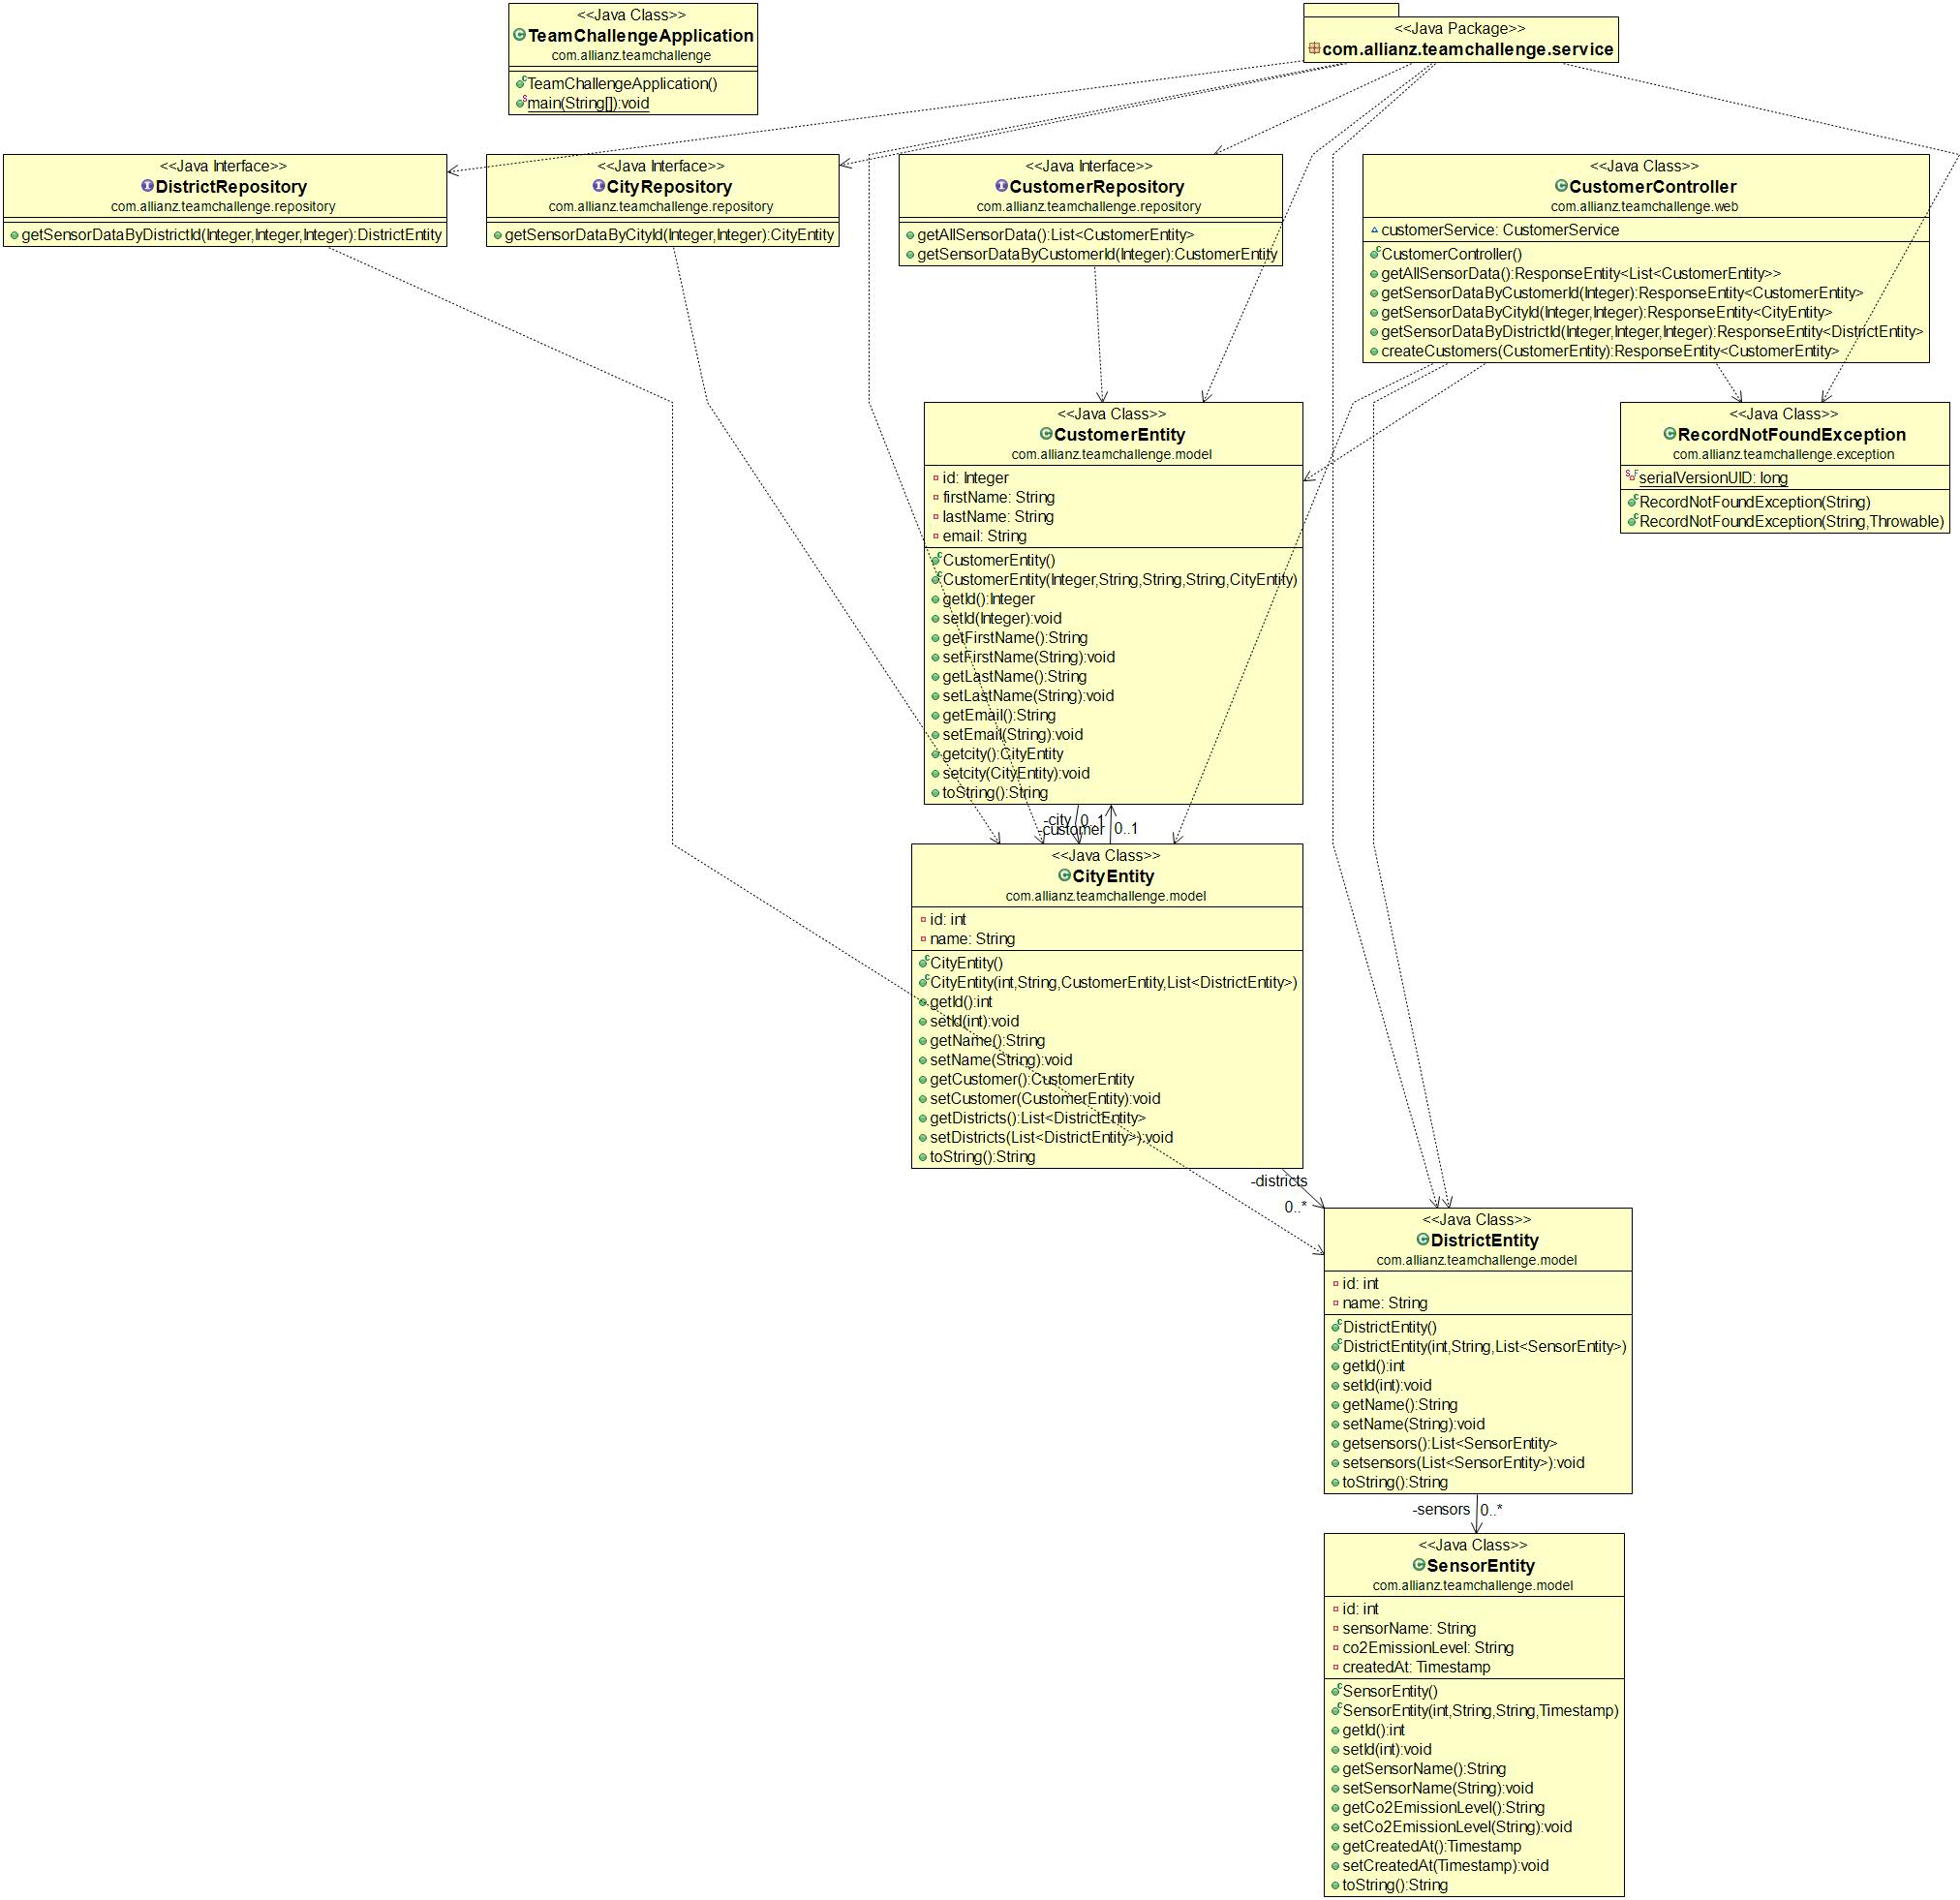 <<Java Class>>
TeamChallengeApplication
com.allianz.teamchallenge
TeamChallengeApplication()
main(String[]):void
<<Java Package>>
com.allianz.teamchallenge.service
<<Java Interface>>
DistrictRepository
com.allianz.teamchallenge.repository
getSensorDataByDistrictId(Integer,Integer,Integer):DistrictEntity
<<Java Interface>>
CityRepository
com.allianz.teamchallenge.repository
getSensorDataByCityId(Integer,Integer):CityEntity
<<Java Interface>>
CustomerRepository
com.allianz.teamchallenge.repository
getAllSensorData():List<CustomerEntity>
getSensorDataByCustomerId(Integer):CustomerEntity
<<Java Class>>
CustomerController
com.allianz.teamchallenge.web
customerService: CustomerService
CustomerController()
getAllSensorData():ResponseEntity<List<CustomerEntity>>
getSensorDataByCustomerId(Integer):ResponseEntity<CustomerEntity>
getSensorDataByCityId(Integer,Integer):ResponseEntity<CityEntity>
getSensorDataByDistrictId(Integer,Integer,Integer):ResponseEntity<DistrictEntity>
createCustomers(CustomerEntity):ResponseEntity<CustomerEntity>
<<Java Class>>
CustomerEntity
com.allianz.teamchallenge.model
id: Integer
firstName: String
lastName: String
email: String
CustomerEntity()
CustomerEntity(Integer,String,String,String,CityEntity)
getId():Integer
setId(Integer):void
getFirstName():String
setFirstName(String):void
getLastName():String
setLastName(String):void
getEmail():String
setEmail(String):void
getcity():CityEntity
setcity(CityEntity):void
toString():String
<<Java Class>>
RecordNotFoundException
com.allianz.teamchallenge.exception
serialVersionUID: long
RecordNotFoundException(String)
RecordNotFoundException(String,Throwable)
-city 0..1
-customer 0..1
<<Java Class>>
CityEntity
com.allianz.teamchallenge.model
id: int
name: String
CityEntity()
CityEntity(int,String,CustomerEntity,List<DistrictEntity>)
getId():int
setId(int):void
getName():String
setName(String):void
getCustomer():CustomerEntity
setCustomer(CustomerEntity):void
getDistricts():List<DistrictEntity>
setDistricts(List<DistrictEntity>):void
toString():String
-districts
0..*
<<Java Class>>
DistrictEntity
com.allianz.teamchallenge.model
id: int
name: String
DistrictEntity()
DistrictEntity(int,String,List<SensorEntity>)
getId():int
setId(int):void
getName():String
setName(String):void
getsensors():List<SensorEntity>
setsensors(List<SensorEntity>):void
toString():String
-sensors 0..*
<<Java Class>>
SensorEntity
com.allianz.teamchallenge.model
id: int
sensorName: String
co2EmissionLevel: String
createdAt: Timestamp
SensorEntity()
SensorEntity(int,String,String,Timestamp)
getId():int
setId(int):void
getSensorName():String
setSensorName(String):void
getCo2EmissionLevel():String
setCo2EmissionLevel(String):void
getCreatedAt():Timestamp
setCreatedAt(Timestamp):void
toString():String